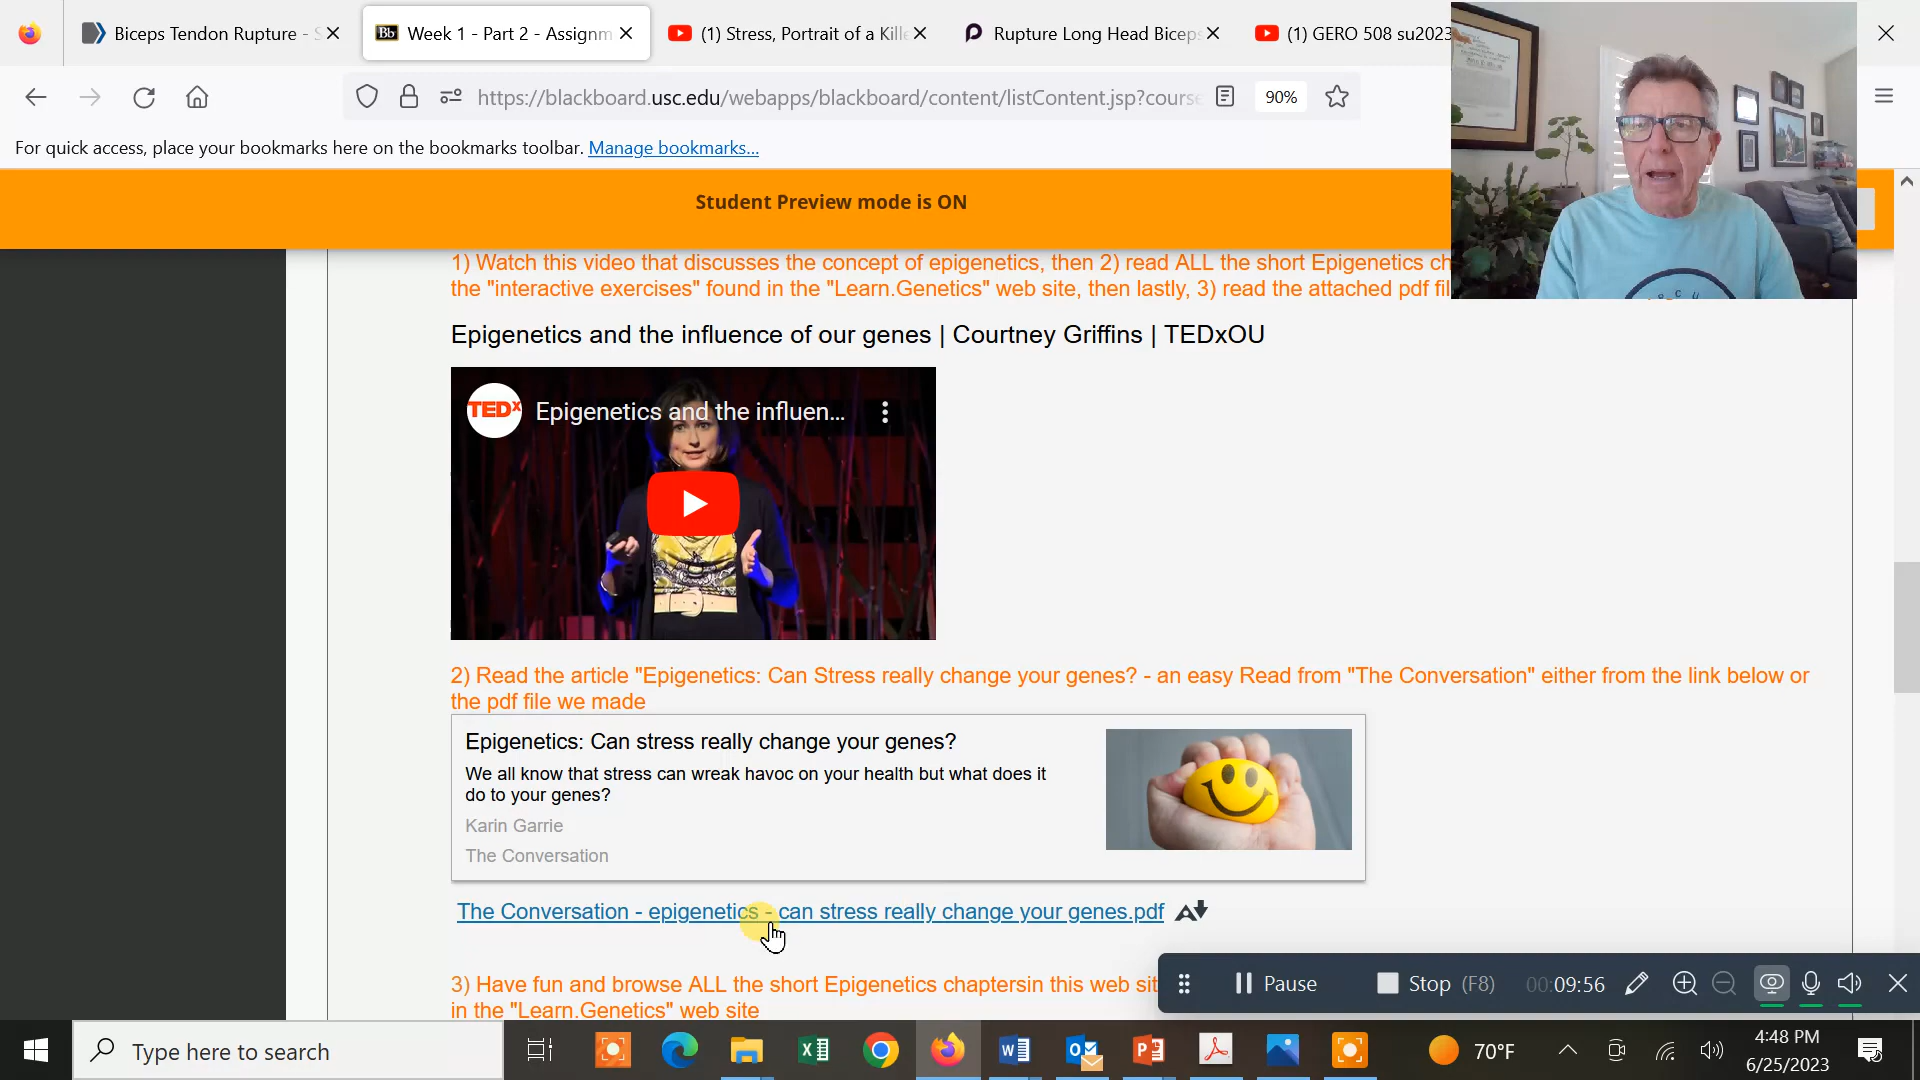 Biceps Tendon Rupture - S
Bb Week 1 - Part 2 - Assignm
(1) Stress, Portrait of a Kille
Rupture Long Head Biceps
(1) GERO 508 su2023
https://blackboard.usc.edu/webapps/blackboard/content/listContent.jsp?course
90%
For quick access, place your bookmarks here on the bookmarks toolbar. Manage bookmarks...
Student Preview mode is ON
1) Watch this video that discusses the concept of epigenetics, then 2) read ALL the short Epigenetics ch
the "interactive exercises" found in the "Learn.Genetics" web site, then lastly, 3) read the attached pdf fil
Epigenetics and the influence of our genes | Courtney Griffins | TEDxOU
TEDx Epigenetics and the influen...
2) Read the article "Epigenetics: Can Stress really change your genes? - an easy Read from "The Conversation" either from the link below or
the pdf file we made
Epigenetics: Can stress really change your genes?
We all know that stress can wreak havoc on your health but what does it
do to your genes?
Karin Garrie
The Conversation
The Conversation - epigenetics - can stress really change your genes.pdf
3) Have fun and browse ALL the short Epigenetics chaptersin this web sit
in the "Learn.Genetics" web site
Pause
Stop (F8)
00:09:56
Type here to search
70°F
4:48 PM
6/25/2023